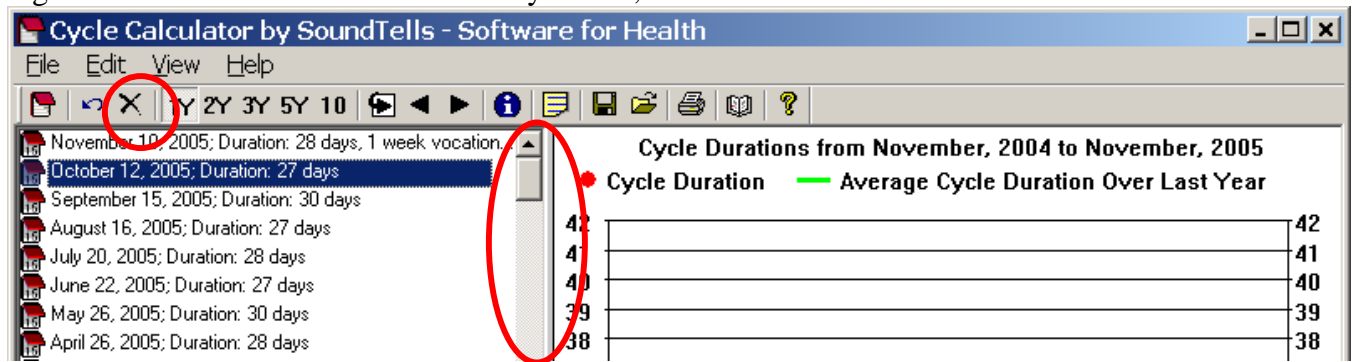 Cycle Calculator by SoundTells - Software for Health
File Edit View Help
1Y 2Y 3Y 5Y 10
November 10, 2005; Duration: 28 days, 1 week vocation...
October 12, 2005; Duration: 27 days
September 15, 2005; Duration: 30 days
August 16, 2005; Duration: 27 days
July 20, 2005; Duration: 28 days
June 22, 2005; Duration: 27 days
May 26, 2005; Duration: 30 days
April 26, 2005; Duration: 28 days
Cycle Durations from November, 2004 to November, 2005
Cycle Duration Average Cycle Duration Over Last Year
42 42
41 41
40 40
39 39
38 38